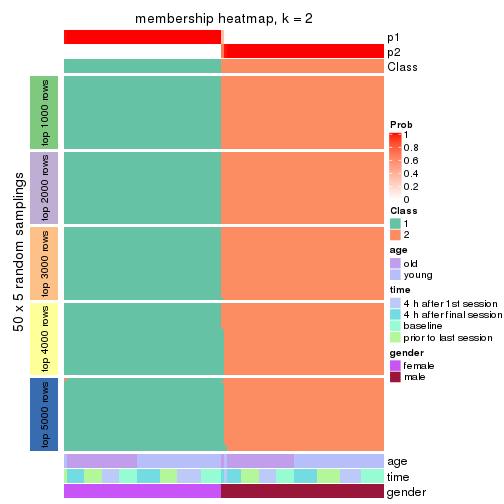 membership heatmap, k = 2
p1
p2
Class
50 x 5 random samplings
top 1000 rows
top 2000 rows
top 3000 rows
top 4000 rows
top 5000 rows
Prob
1
0.8
0.6
0.4
0.2
0
Class
1
2
age
old
young
time
4 h after 1st session
4 h after final session
baseline
prior to last session
gender
female
male
age
time
gender